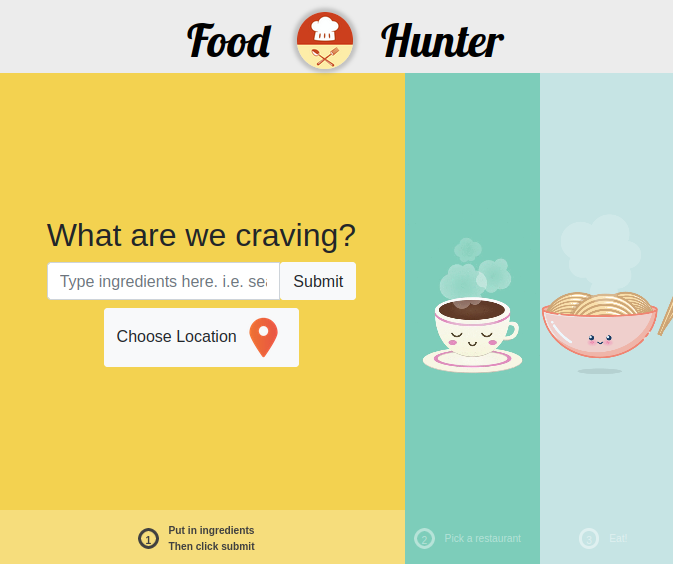 Food Hunter
What are we craving?
Type ingredients here. i.e. sea
Submit
Choose Location
1 Put in ingredients
Then click submit
2 Pick a restaurant
3 Eat!